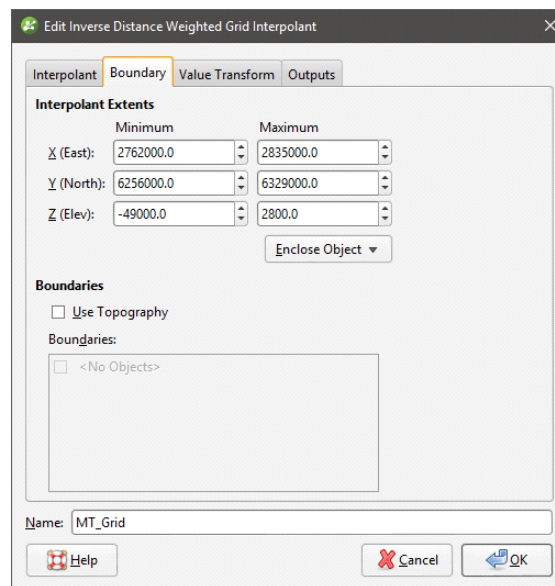 Edit Inverse Distance Weighted Grid Interpolant
Interpolant Boundary Value Transform Outputs
Interpolant Extents
Minimum Maximum
X (East): 2762000.0 2835000.0
Y (North): 6256000.0 6329000.0
Z (Elev): -49000.0 2800.0
Enclose Object
Boundaries
Use Topography
Boundaries:
<No Objects>
Name: MT_Grid
Help Cancel OK